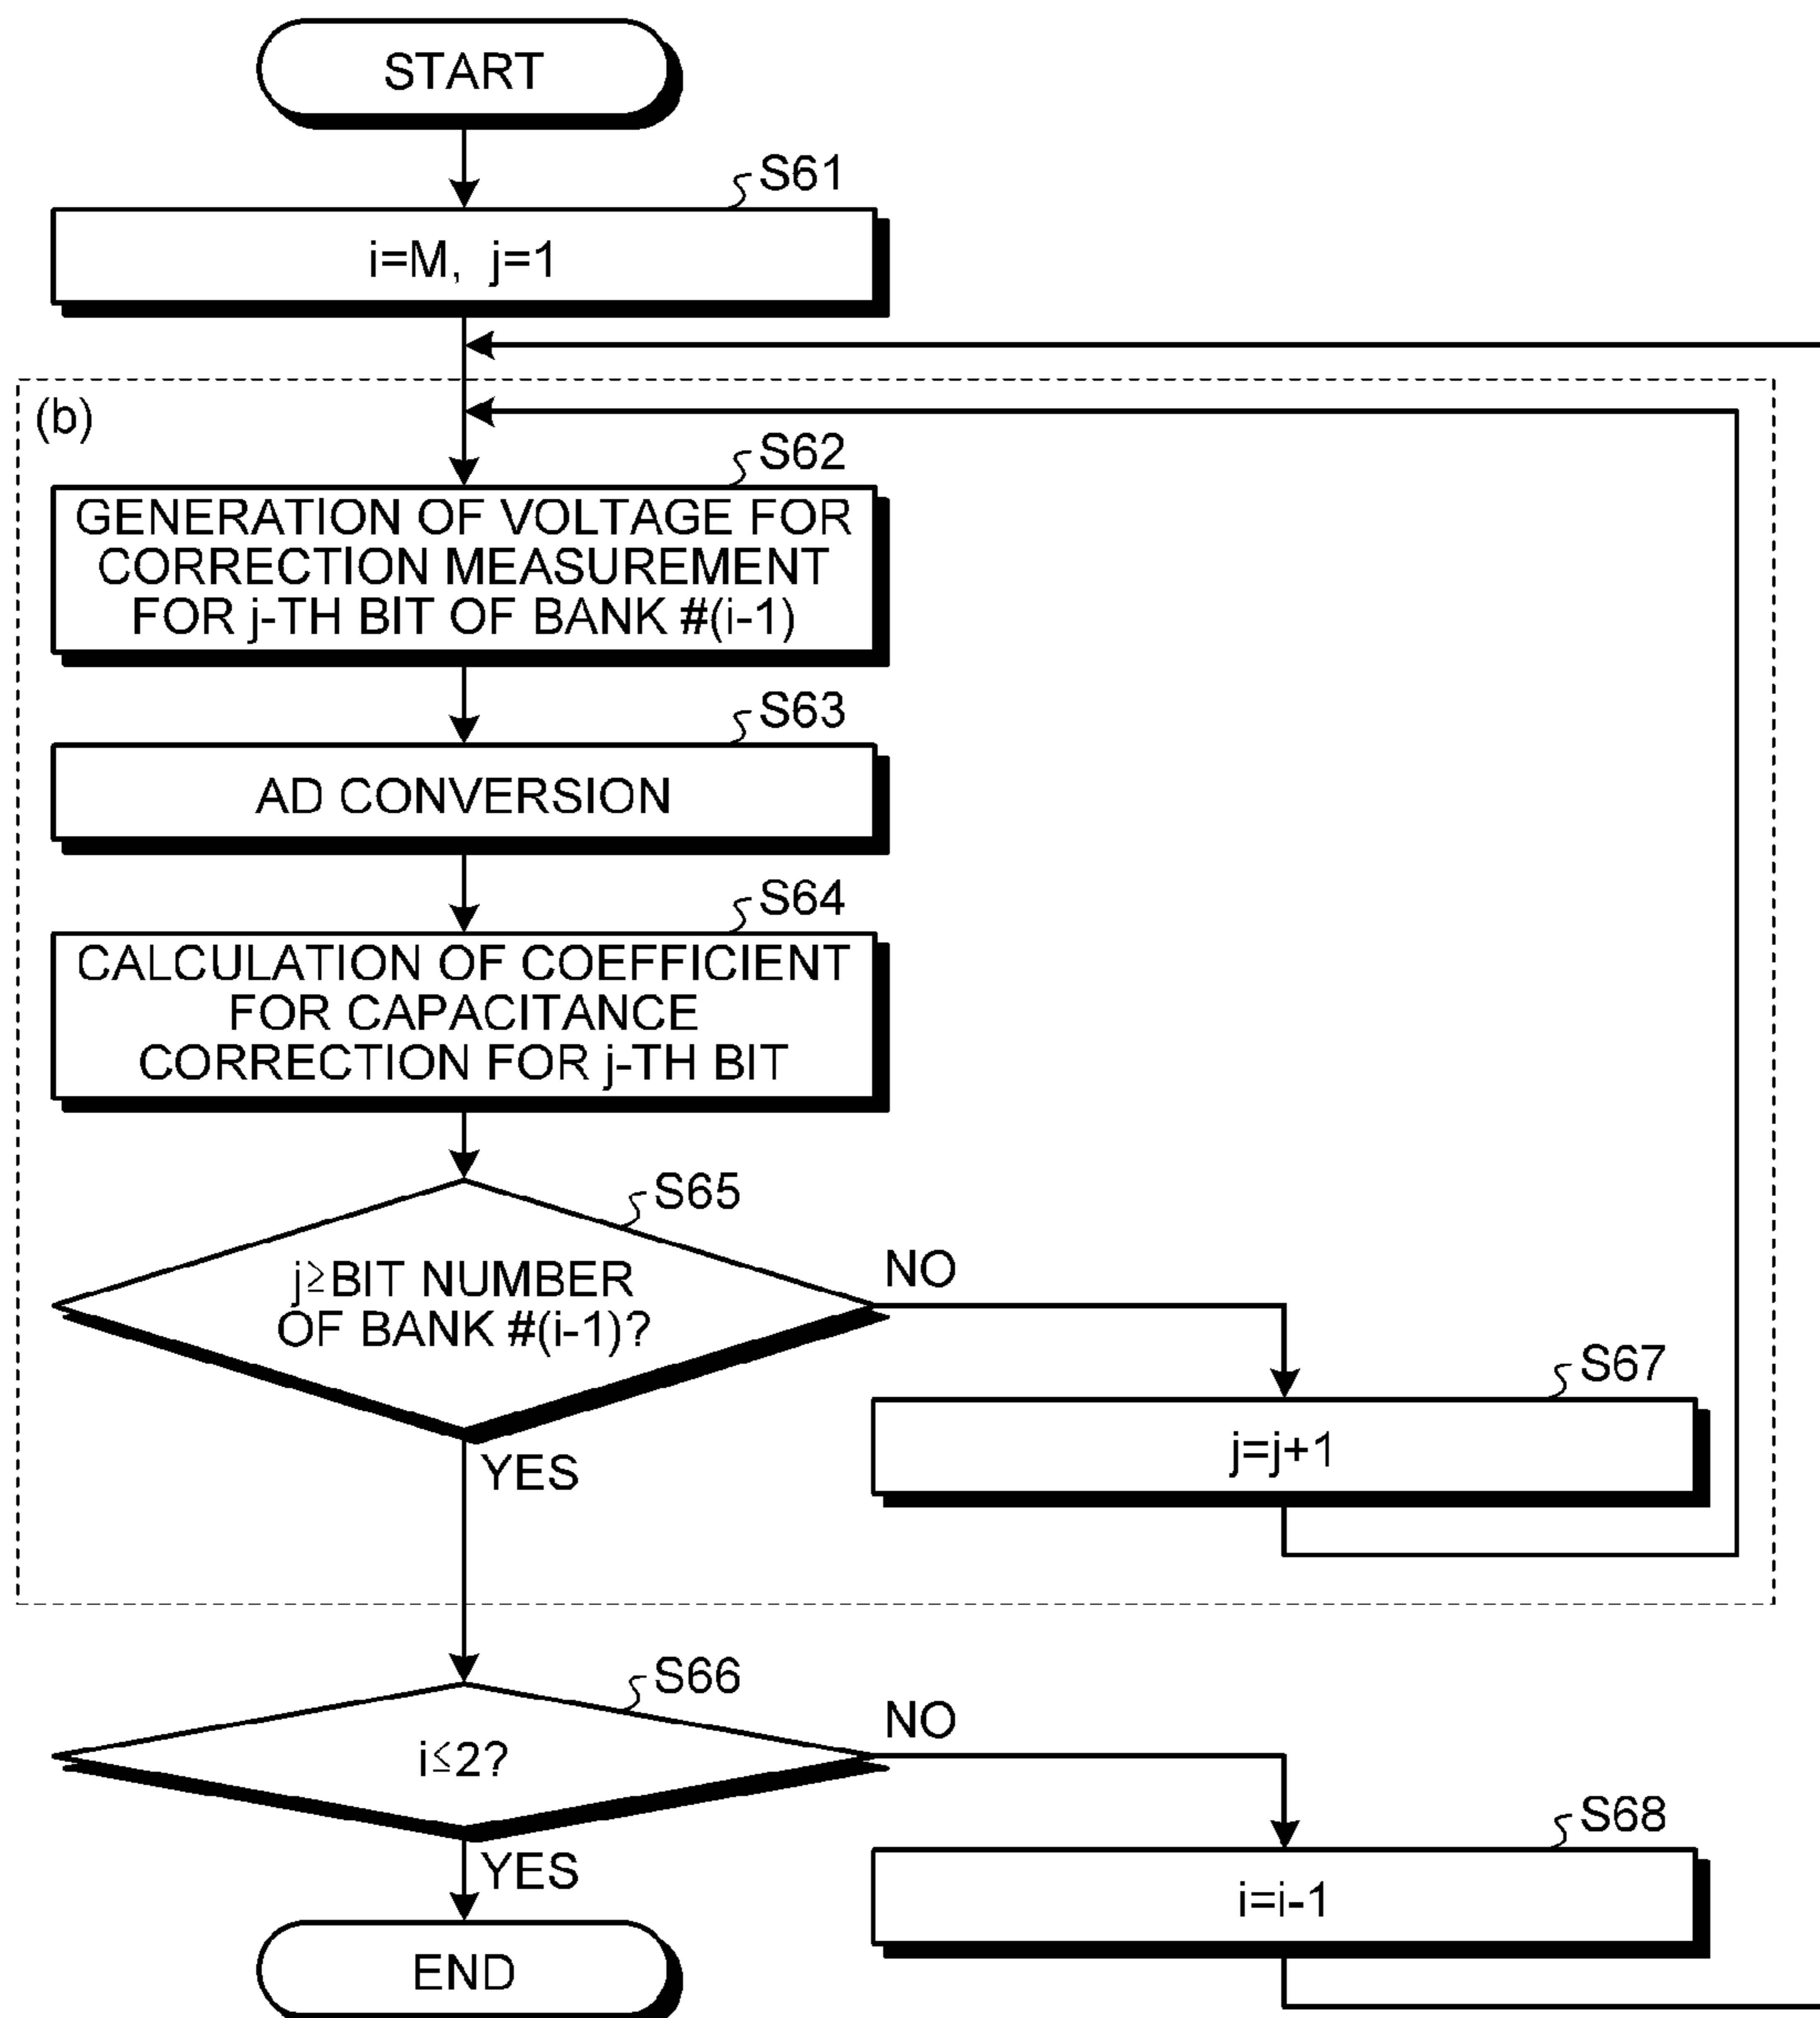 START
S61
i=M, j=1
(b)
S62
GENERATION OF VOLTAGE FOR
CORRECTION MEASUREMENT
FOR j-TH BIT OF BANK #(i-1)
S63
AD CONVERSION
S64
CALCULATION OF COEFFICIENT
FOR CAPACITANCE
CORRECTION FOR j-TH BIT
S65
j≧BIT NUMBER
OF BANK #(i-1)?
NO
YES
S67
j=j+1
S66
i≦2?
NO
YES
S68
i=i-1
END